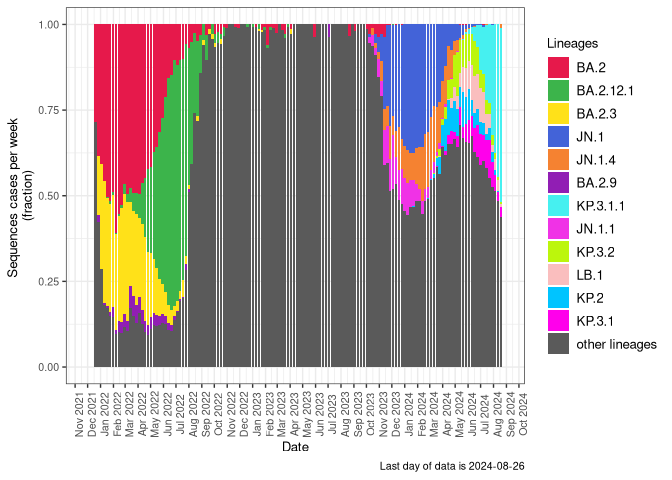 1.00
0.75
0.50
0.25
0.00
Sequences cases per week
(fraction)
Nov 2021
Dec 2021
Jan 2022
Feb 2022
Mar 2022
Apr 2022
May 2022
Jun 2022
Jul 2022
Aug 2022
Sep 2022
Oct 2022
Nov 2022
Dec 2022
Jan 2023
Feb 2023
Mar 2023
Apr 2023
May 2023
Jun 2023
Jul 2023
Aug 2023
Sep 2023
Oct 2023
Nov 2023
Dec 2023
Jan 2024
Feb 2024
Mar 2024
Apr 2024
May 2024
Jun 2024
Jul 2024
Aug 2024
Sep 2024
Oct 2024
Date
Lineages
BA.2
BA.2.12.1
BA.2.3
JN.1
JN.1.4
BA.2.9
KP.3.1.1
JN.1.1
KP.3.2
LB.1
KP.2
KP.3.1
other lineages
Last day of data is 2024-08-26